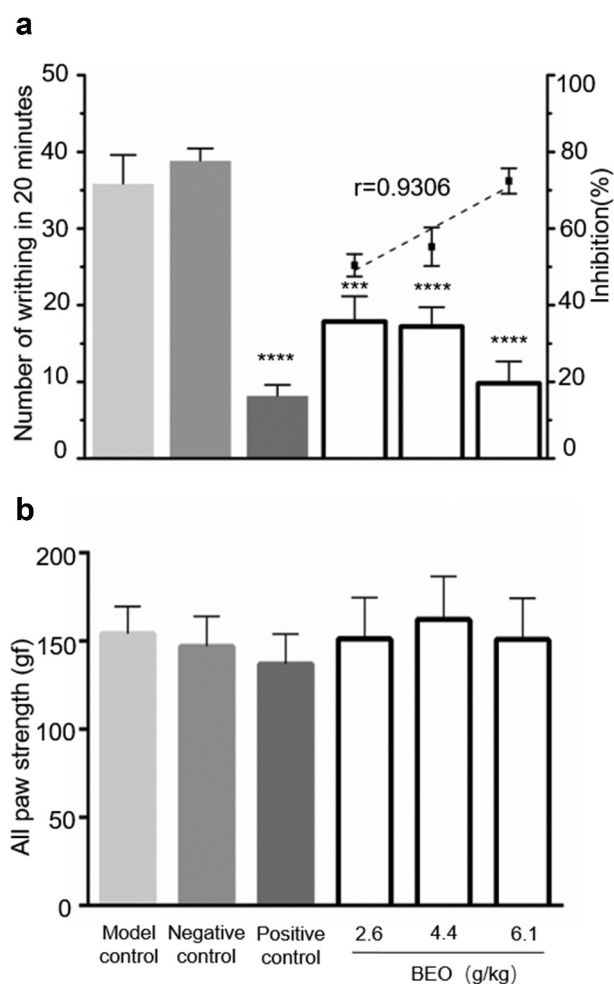 a
Number of writhing in 20 minutes
50
40
30
20
10
0
100
80
60
40
20
0
Inhibition(%)
r=0.9306
****
***
****
****
b
All paw strength (gf)
200
150
100
50
0
Model control
Negative control
Positive control
2.6
4.4
6.1
BEO (g/kg)